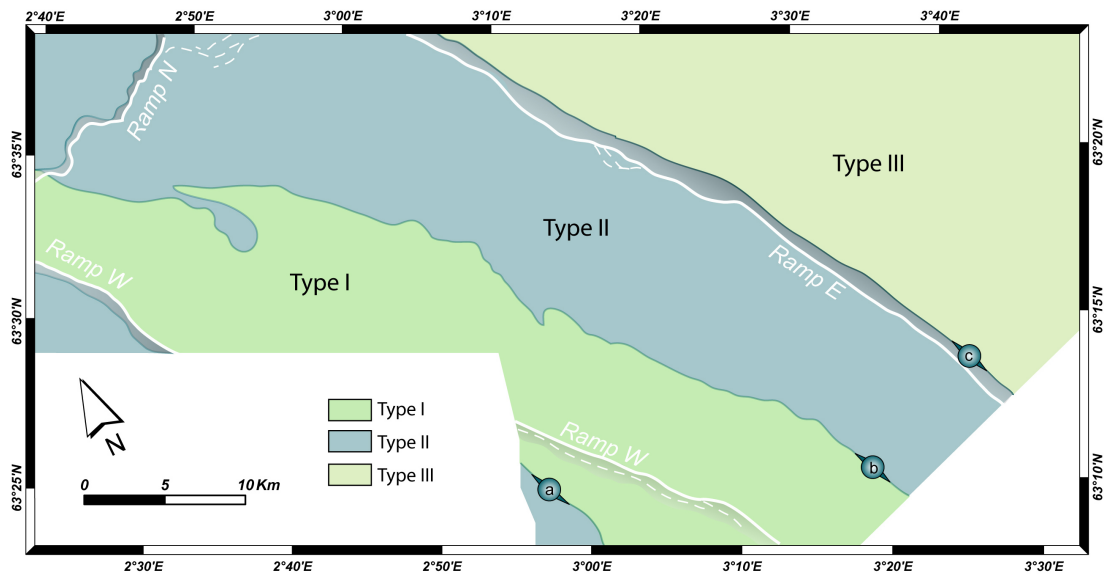 2°40'E 2°50'E 3°00'E 3°10'E 3°20'E 3°30'E 3°40'E
Ramp N
63°35'N
63°20'N
Type III
Type II
Ramp W
Ramp E
Type I
63°30'N
63°15'N
c
Type I
Type II
Type III
Ramp W
N
0 5 10 Km
63°25'N
63°10'N
a
b
2°30'E 2°40'E 2°50'E 3°00'E 3°10'E 3°20'E 3°30'E